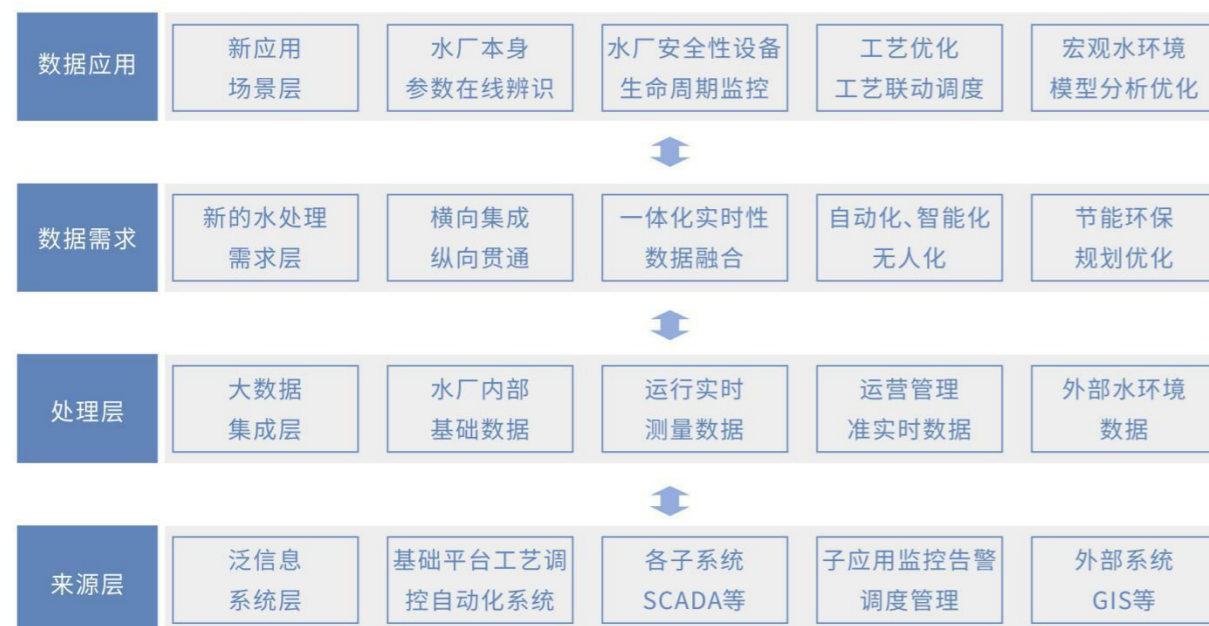 数据应用
新应用
场景层
水厂本身
参数在线辨识
水厂安全性设备
生命周期监控
工艺优化
工艺联动调度
宏观水环境
模型分析优化
数据需求
新的水处理
需求层
横向集成
纵向贯通
一体化实时性
数据融合
自动化、智能化
无人化
节能环保
规划优化
处理层
大数据
集成层
水厂内部
基础数据
运行实时
测量数据
运营管理
准实时数据
外部水环境
数据
来源层
泛信息
系统层
基础平台工艺调
控自动化系统
各子系统
SCADA等
子应用监控告警
调度管理
外部系统
GIS等